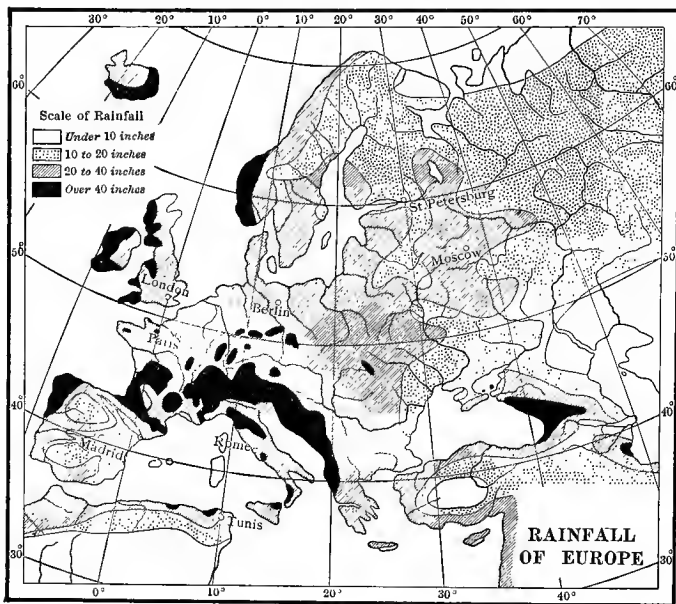 30° 20° 10° 0° 10° 20° 30° 40° 50° 60° 70°
60°
60°
Scale of Rainfall
Under 10 inches
10 to 20 inches
20 to 40 inches
Over 40 inches
St Petersburg
50°
Moscow
50°
London
Berlin
Paris
40°
40°
Madrid
Rome
Tunis
RAINFALL
OF EUROPE
30°
30°
0° 10° 20° 30° 40°